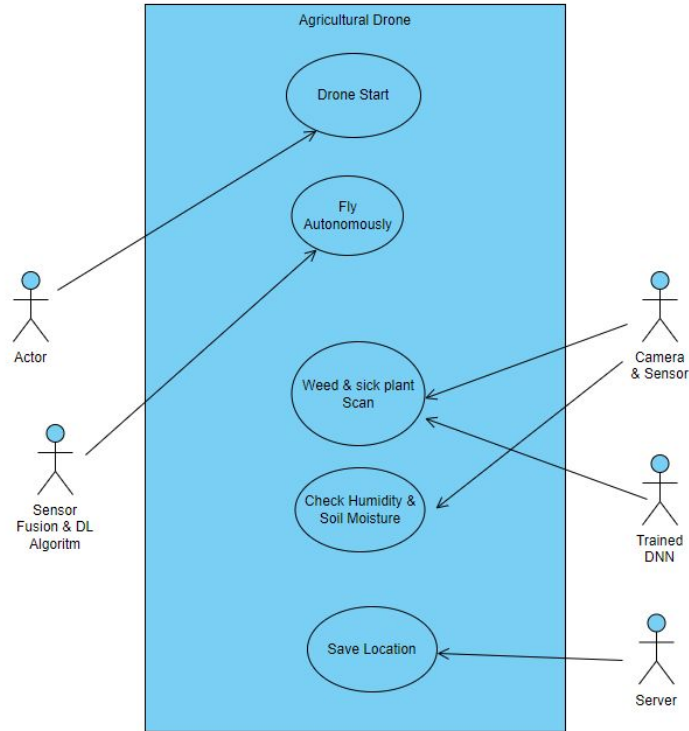 Agricultural Drone
Drone Start
Fly
Autonomously
Actor
Camera
& Sensor
Weed & sick plant
Scan
Sensor
Fusion & DL
Algoritm
Check Humidity &
Soil Moisture
Trained
DNN
Save Location
Server